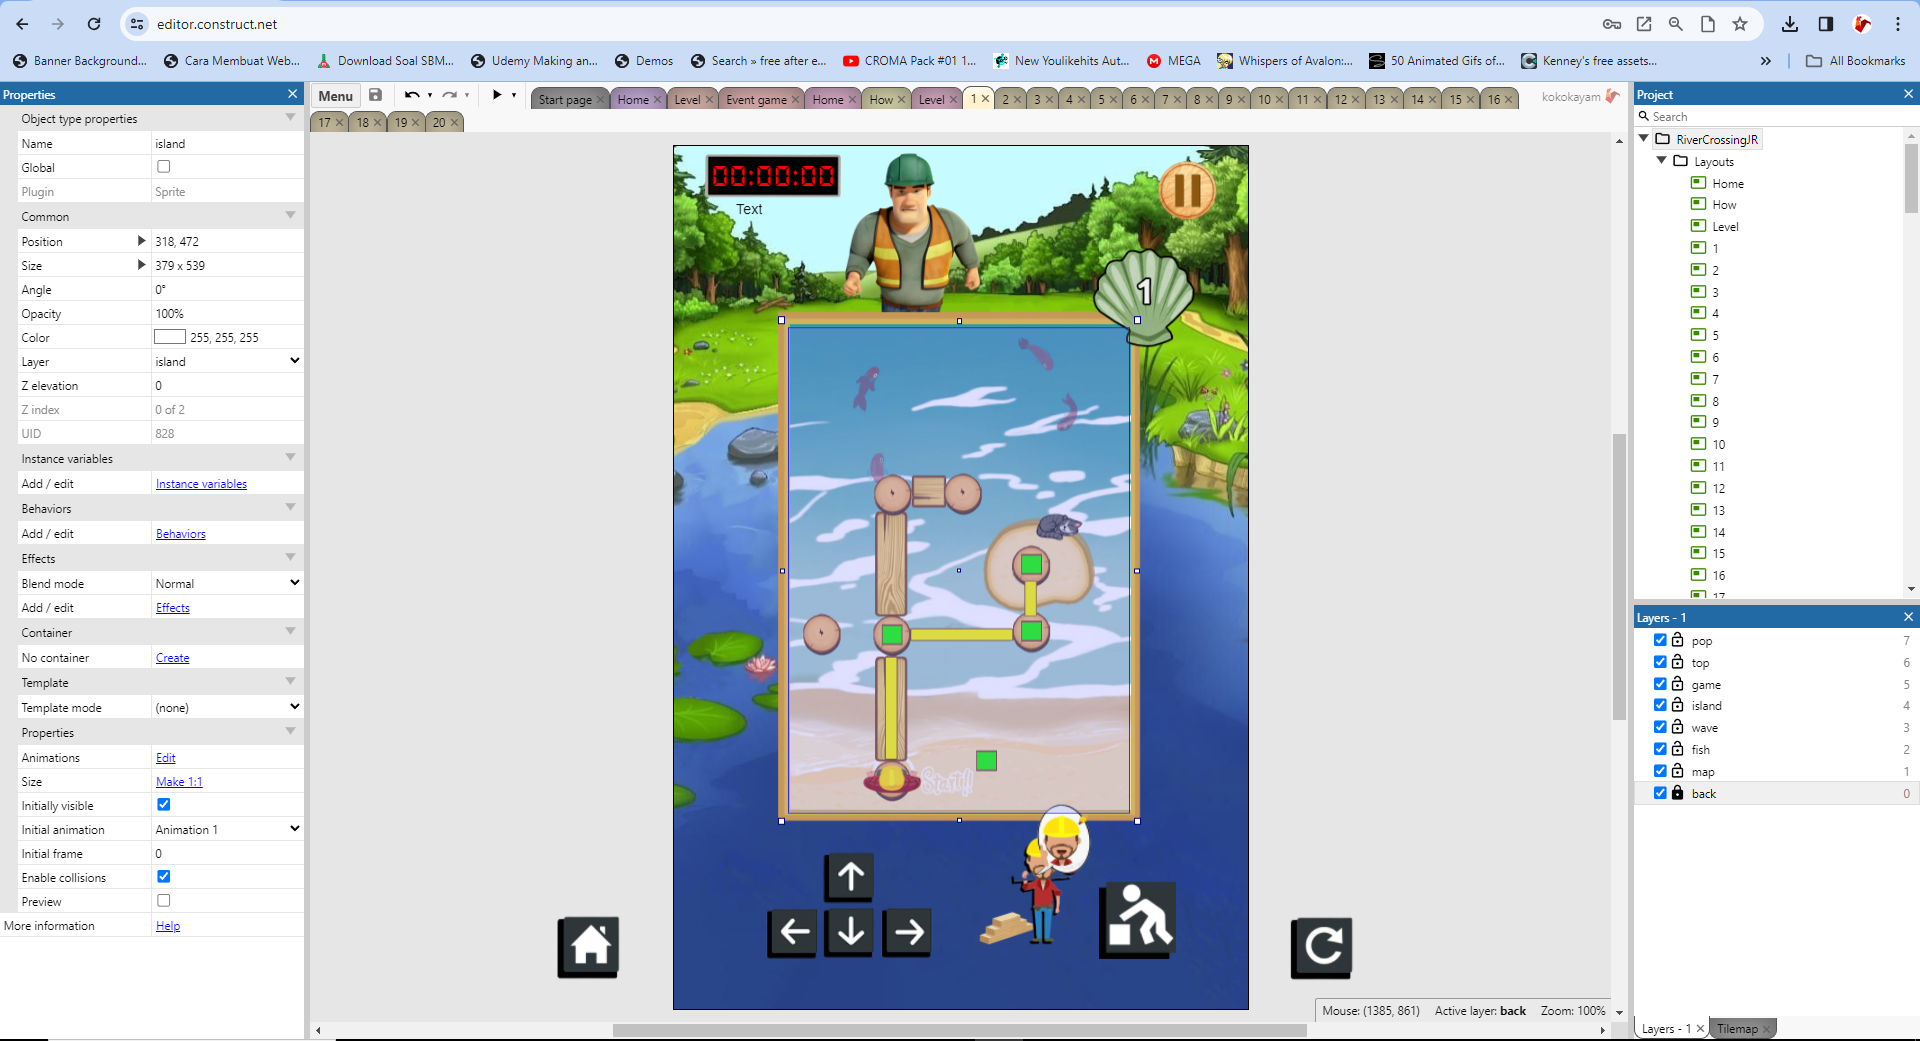 editor.construct.net
Banner Background... Cara Membuat Web... Download Soal SBM... Udemy Making an... Demos Search » free after e... CROMA Pack #01 1... New Youlikehits Aut... MEGA Whispers of Avalon:... 50 Animated Gifs of... Kenney's free assets... » All Bookmarks
Properties
Menu
Start page Home Level Event game Home How Level 1 2 3 4 5 6 7 8 9 10 11 12 13 14 15 16
kokokayam
17 18 19 20
Object type properties
Name island
Global
Plugin Sprite
Common
Position 318, 472
Size 379 x 539
Angle 0°
Opacity 100%
Color 255, 255, 255
Layer island
Z elevation 0
Z index 0 of 2
UID 828
Instance variables
Add / edit Instance variables
Behaviors
Add / edit Behaviors
Effects
Blend mode Normal
Add / edit Effects
Container
No container Create
Template
Template mode (none)
Properties
Animations Edit
Size Make 1:1
Initially visible
Initial animation Animation 1
Initial frame 0
Enable collisions
Preview
More information Help
00:00:00
Text
1
Start!!
Mouse: (1385, 861) Active layer: back Zoom: 100%
Project
Search
RiverCrossingJR
Layouts
Home
How
Level
1
2
3
4
5
6
7
8
9
10
11
12
13
14
15
16
17
Layers - 1
pop 7
top 6
game 5
island 4
wave 3
fish 2
map 1
back 0
Layers - 1 Tilemap